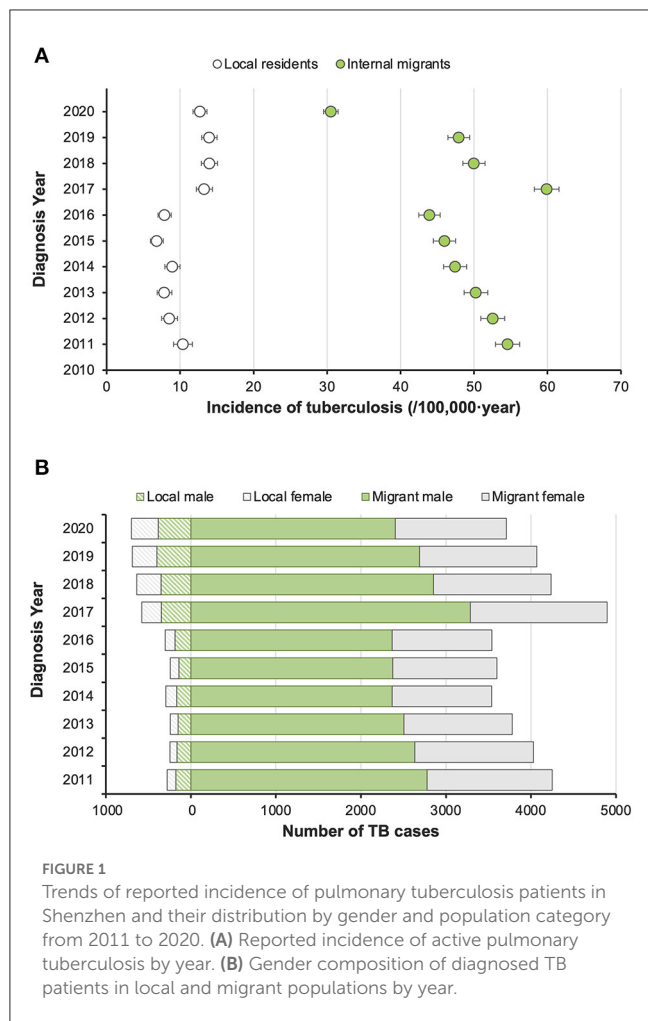 A
Local residents Internal migrants
2020
2019
2018
2017
2016
2015
2014
2013
2012
2011
2010
Diagnosis Year
0 10 20 30 40 50 60 70
Incidence of tuberculosis (/100,000·year)
B
Local male Local female Migrant male Migrant female
2020
2019
2018
2017
2016
2015
2014
2013
2012
2011
Diagnosis Year
1000 0 1000 2000 3000 4000 5000
Number of TB cases
FIGURE 1
Trends of reported incidence of pulmonary tuberculosis patients in
Shenzhen and their distribution by gender and population category
from 2011 to 2020. (A) Reported incidence of active pulmonary
tuberculosis by year. (B) Gender composition of diagnosed TB
patients in local and migrant populations by year.